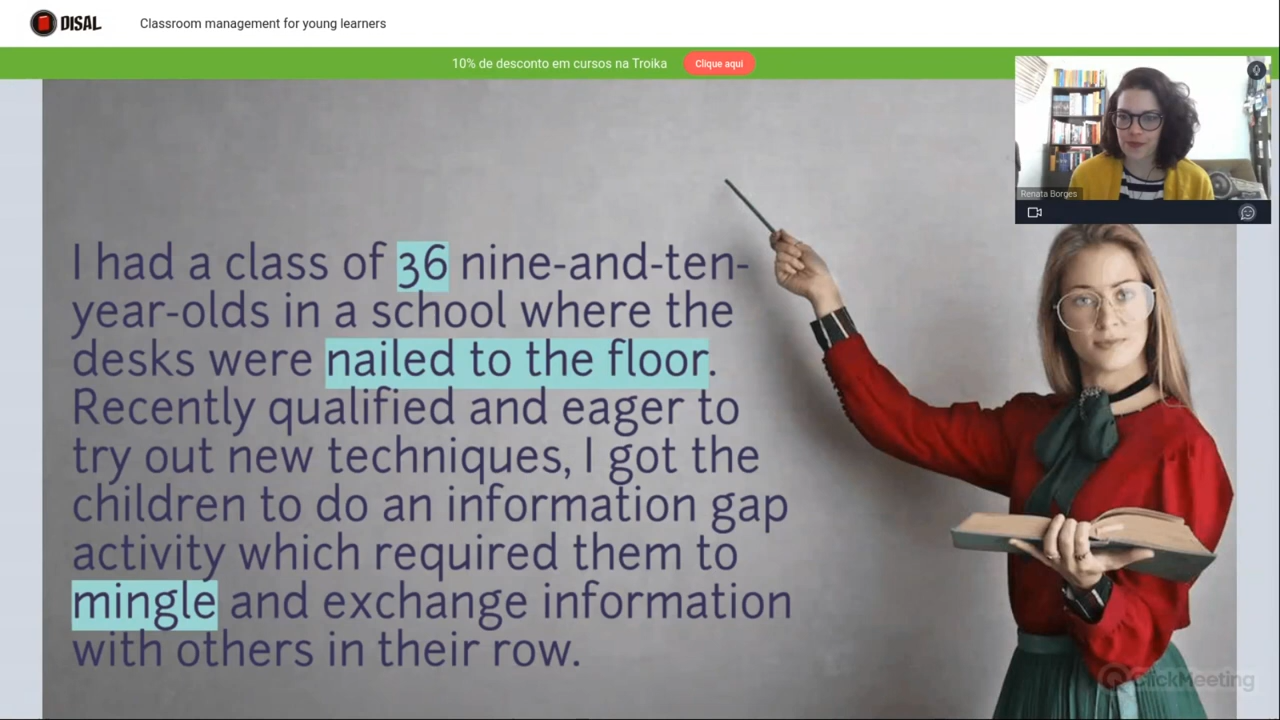 DISAL
Classroom management for young learners
10% de desconto em cursos na Troika
Clique aqui
Renata Borges
I had a class of 36 nine-and-ten-
year-olds in a school where the
desks were nailed to the floor.
Recently qualified and eager to
try out new techniques, I got the
children to do an information gap
activity which required them to
mingle and exchange information
with others in their row.
ClickMeeting